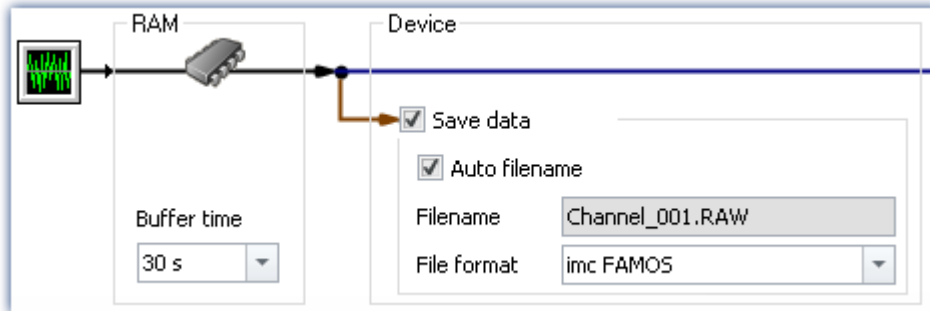 RAM
Device
Save data
Auto filename
Buffer time
Filename
Channel_001.RAW
30 s
File format
imc FAMOS